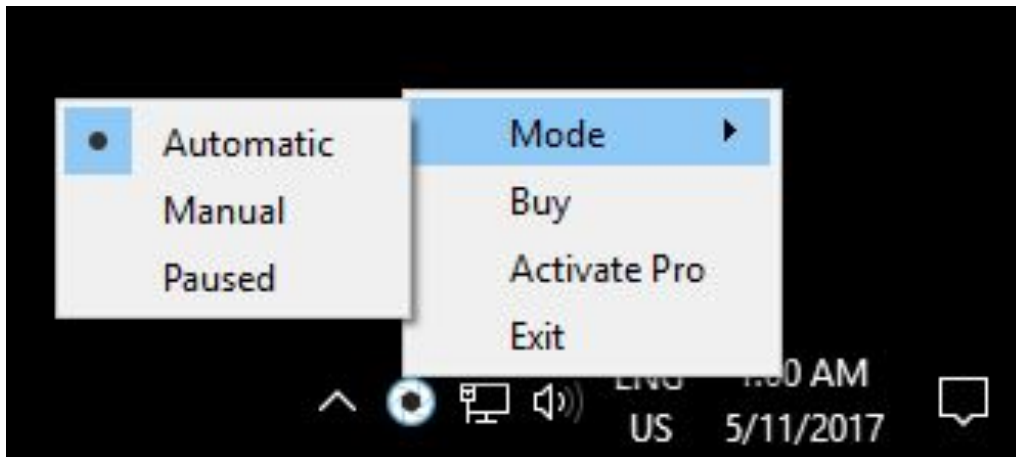 Automatic
Manual
Paused
Mode
Buy
Activate Pro
Exit
AM
US
5/11/2017